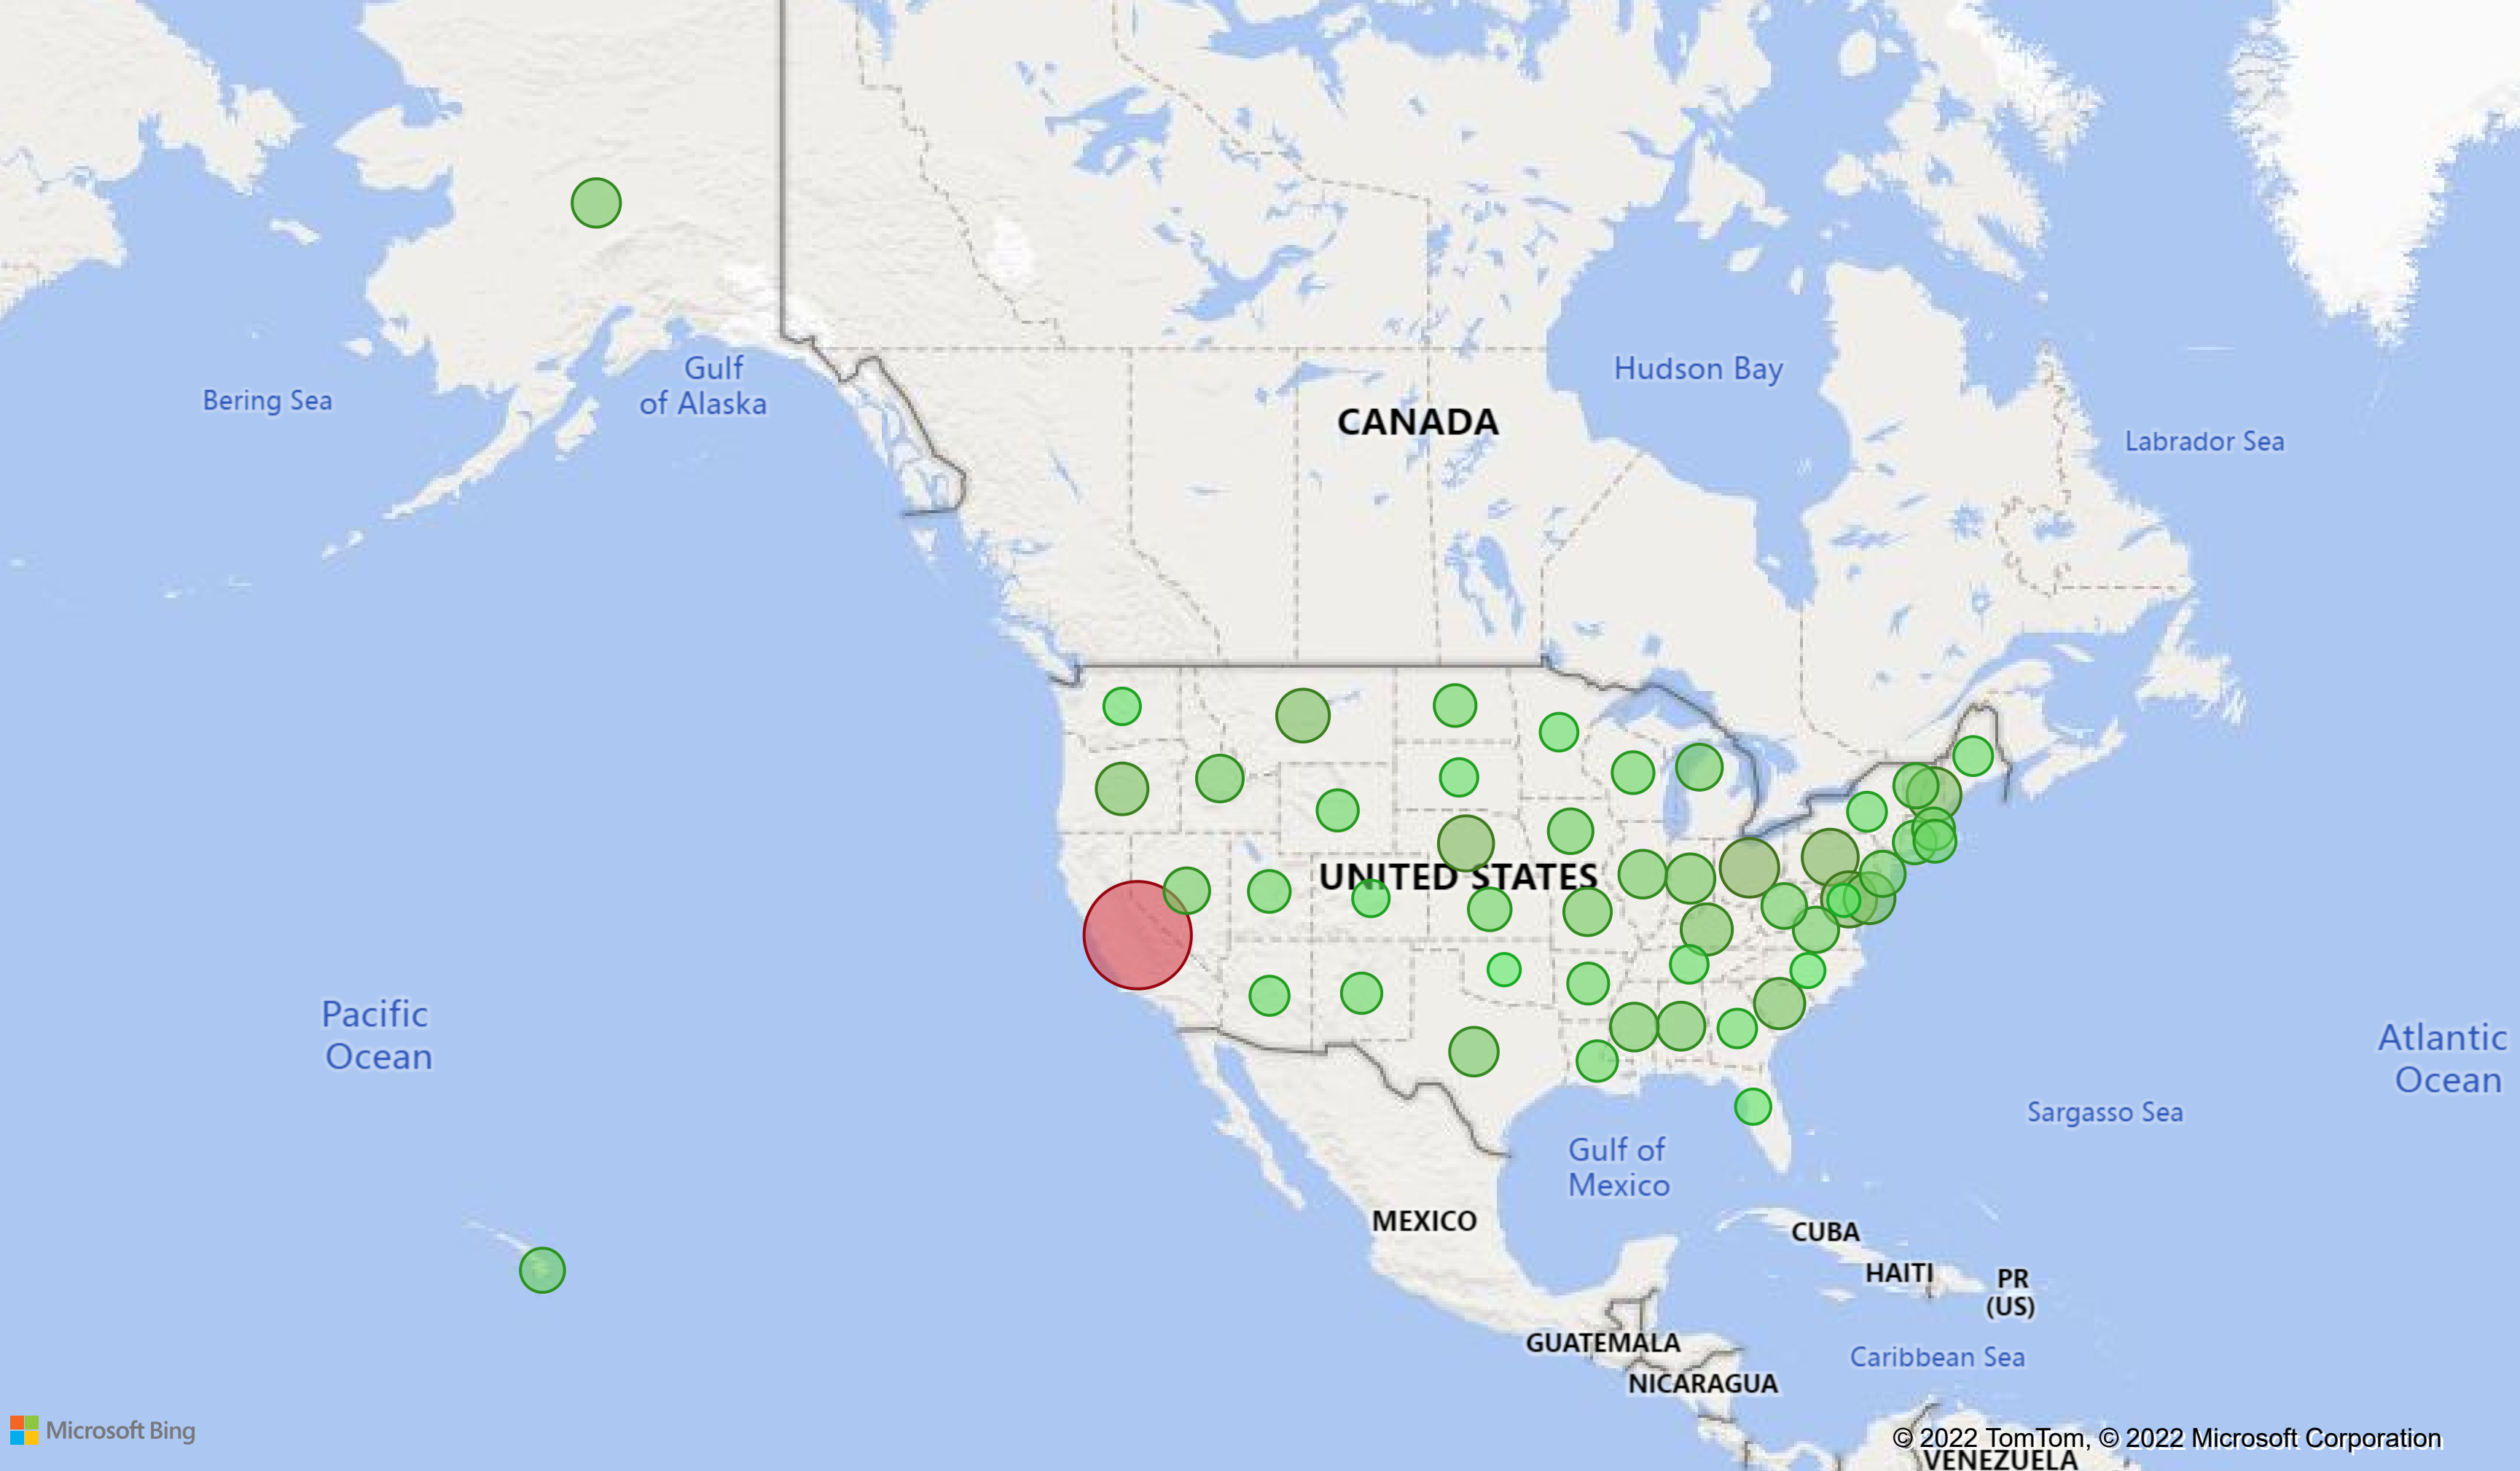 Gulf
of Alaska
Bering Sea
Hudson Bay
CANADA
Labrador Sea
UNITED STATES
Pacific
Ocean
Atlantic
Ocean
Sargasso Sea
Gulf of
Mexico
MEXICO
CUBA
HAITI
PR
(US)
GUATEMALA
Caribbean Sea
NICARAGUA
Microsoft Bing
© 2022 TomTom, © 2022 Microsoft Corporation
VENEZUELA